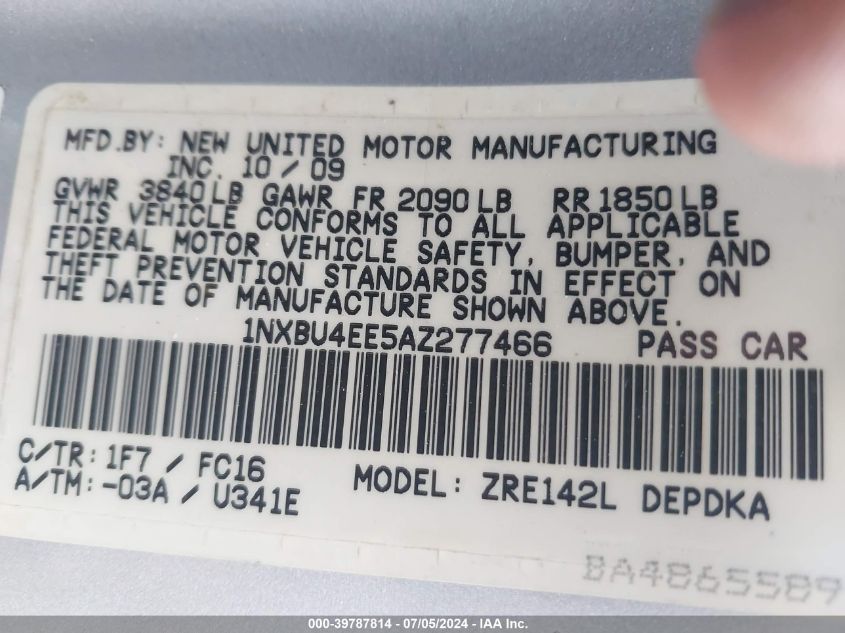 MFD.BY: NEW UNITED MOTOR MANUFACTURING
INC. 10 / 09
GVWR 3840 LB GAWR FR 2090 LB RR 1850 LB
THIS VEHICLE CONFORMS TO ALL APPLICABLE
FEDERAL MOTOR VEHICLE SAFETY, BUMPER, AND
THEFT PREVENTION STANDARDS IN EFFECT ON
THE DATE OF MANUFACTURE SHOWN ABOVE.
1NXBU4EE5AZ277466 PASS CAR
C/TR: 1F7 / FC16
A/TM: -03A / U341E
MODEL: ZRE142L DEPDKA
BA4865589
000-39787814 / 07/05/2024 - © IAA Inc.